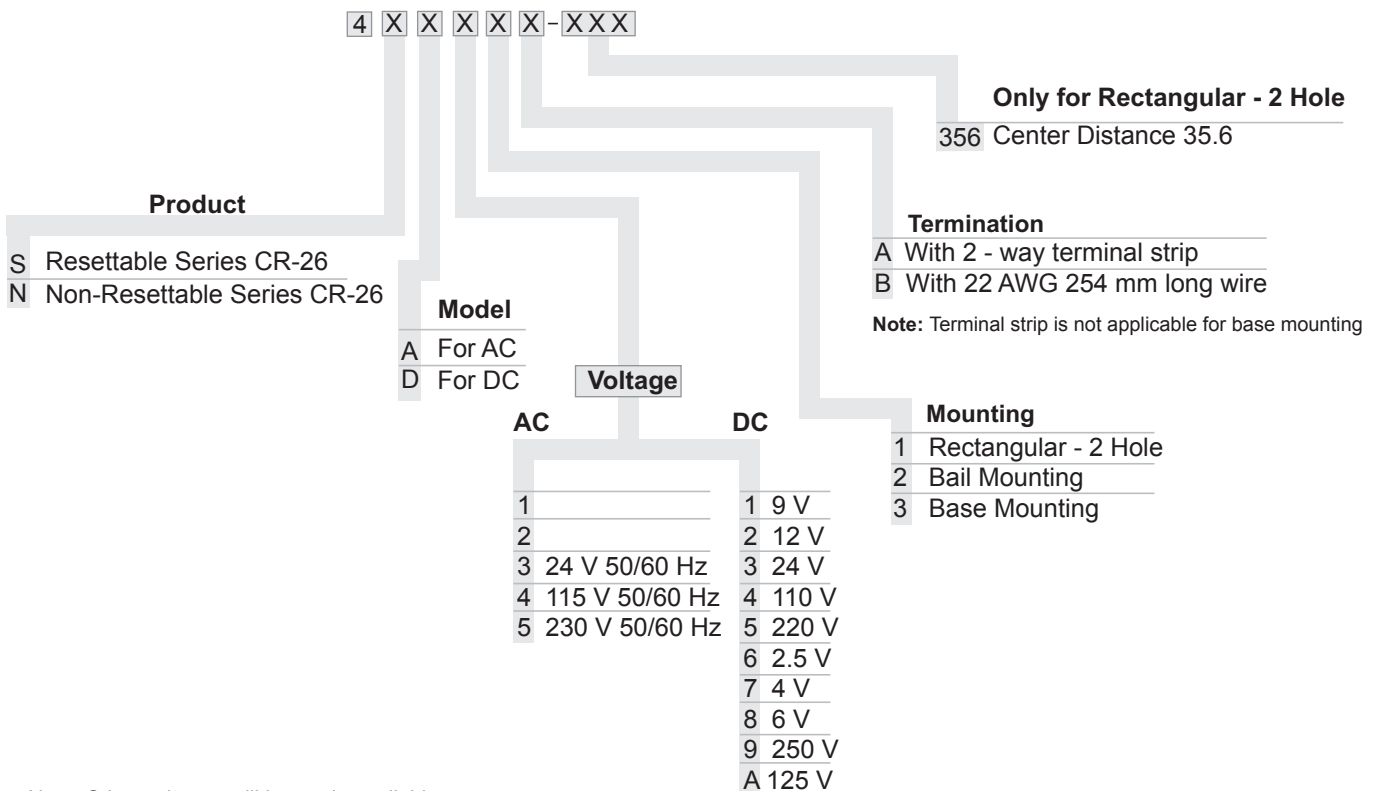 4 X X X X X - X X X
Only for Rectangular - 2 Hole
356 Center Distance 35.6
Product
S Resettable Series CR-26
N Non-Resettable Series CR-26
Model
A For AC
D For DC
Termination
A With 2 - way terminal strip
B With 22 AWG 254 mm long wire
Note: Terminal strip is not applicable for base mounting
Voltage
AC
1
2
3 24 V 50/60 Hz
4 115 V 50/60 Hz
5 230 V 50/60 Hz
DC
1 9 V
2 12 V
3 24 V
4 110 V
5 220 V
6 2.5 V
7 4 V
8 6 V
9 250 V
A 125 V
Mounting
1 Rectangular - 2 Hole
2 Bail Mounting
3 Base Mounting